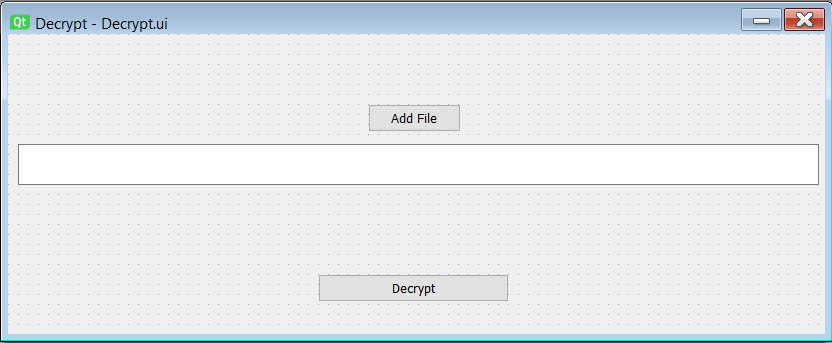 Qt Decrypt - Decrypt.ui
Add File
Decrypt